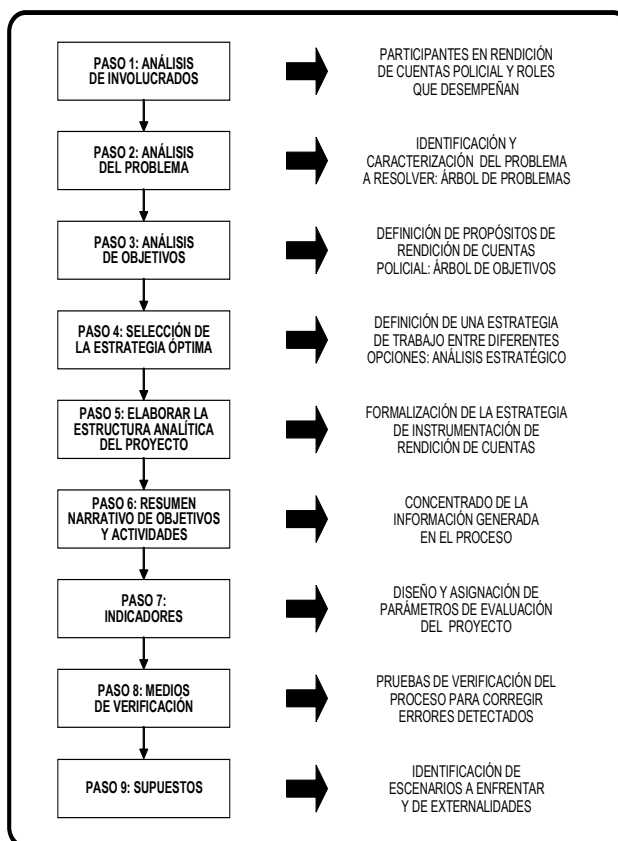 PASO 1: ANÁLISIS
DE INVOLUCRADOS
PARTICIPANTES EN RENDICIÓN
DE CUENTAS POLICIAL Y ROLES
QUE DESEMPEÑAN
PASO 2: ANÁLISIS
DEL PROBLEMA
IDENTIFICACIÓN Y
CARACTERIZACIÓN DEL PROBLEMA
A RESOLVER: ÁRBOL DE PROBLEMAS
PASO 3: ANÁLISIS
DE OBJETIVOS
DEFINICIÓN DE PROPÓSITOS DE
RENDICIÓN DE CUENTAS
POLICIAL: ÁRBOL DE OBJETIVOS
PASO 4: SELECCIÓN DE
LA ESTRATEGIA ÓPTIMA
DEFINICIÓN DE UNA ESTRATEGIA
DE TRABAJO ENTRE DIFERENTES
OPCIONES: ANÁLISIS ESTRATÉGICO
PASO 5: ELABORAR LA
ESTRUCTURA ANALÍTICA
DEL PROYECTO
FORMALIZACIÓN DE LA ESTRATEGIA
DE INSTRUMENTACIÓN DE
RENDICIÓN DE CUENTAS
PASO 6: RESUMEN
NARRATIVO DE OBJETIVOS
Y ACTIVIDADES
CONCENTRADO DE LA
INFORMACIÓN GENERADA
EN EL PROCESO
PASO 7:
INDICADORES
DISEÑO Y ASIGNACIÓN DE
PARÁMETROS DE EVALUACIÓN
DEL PROYECTO
PASO 8: MEDIOS
DE VERIFICACIÓN
PRUEBAS DE VERIFICACIÓN DEL
PROCESO PARA CORREGIR
ERRORES DETECTADOS
PASO 9: SUPUESTOS
IDENTIFICACIÓN DE
ESCENARIOS A ENFRENTAR
Y DE EXTERNALIDADES